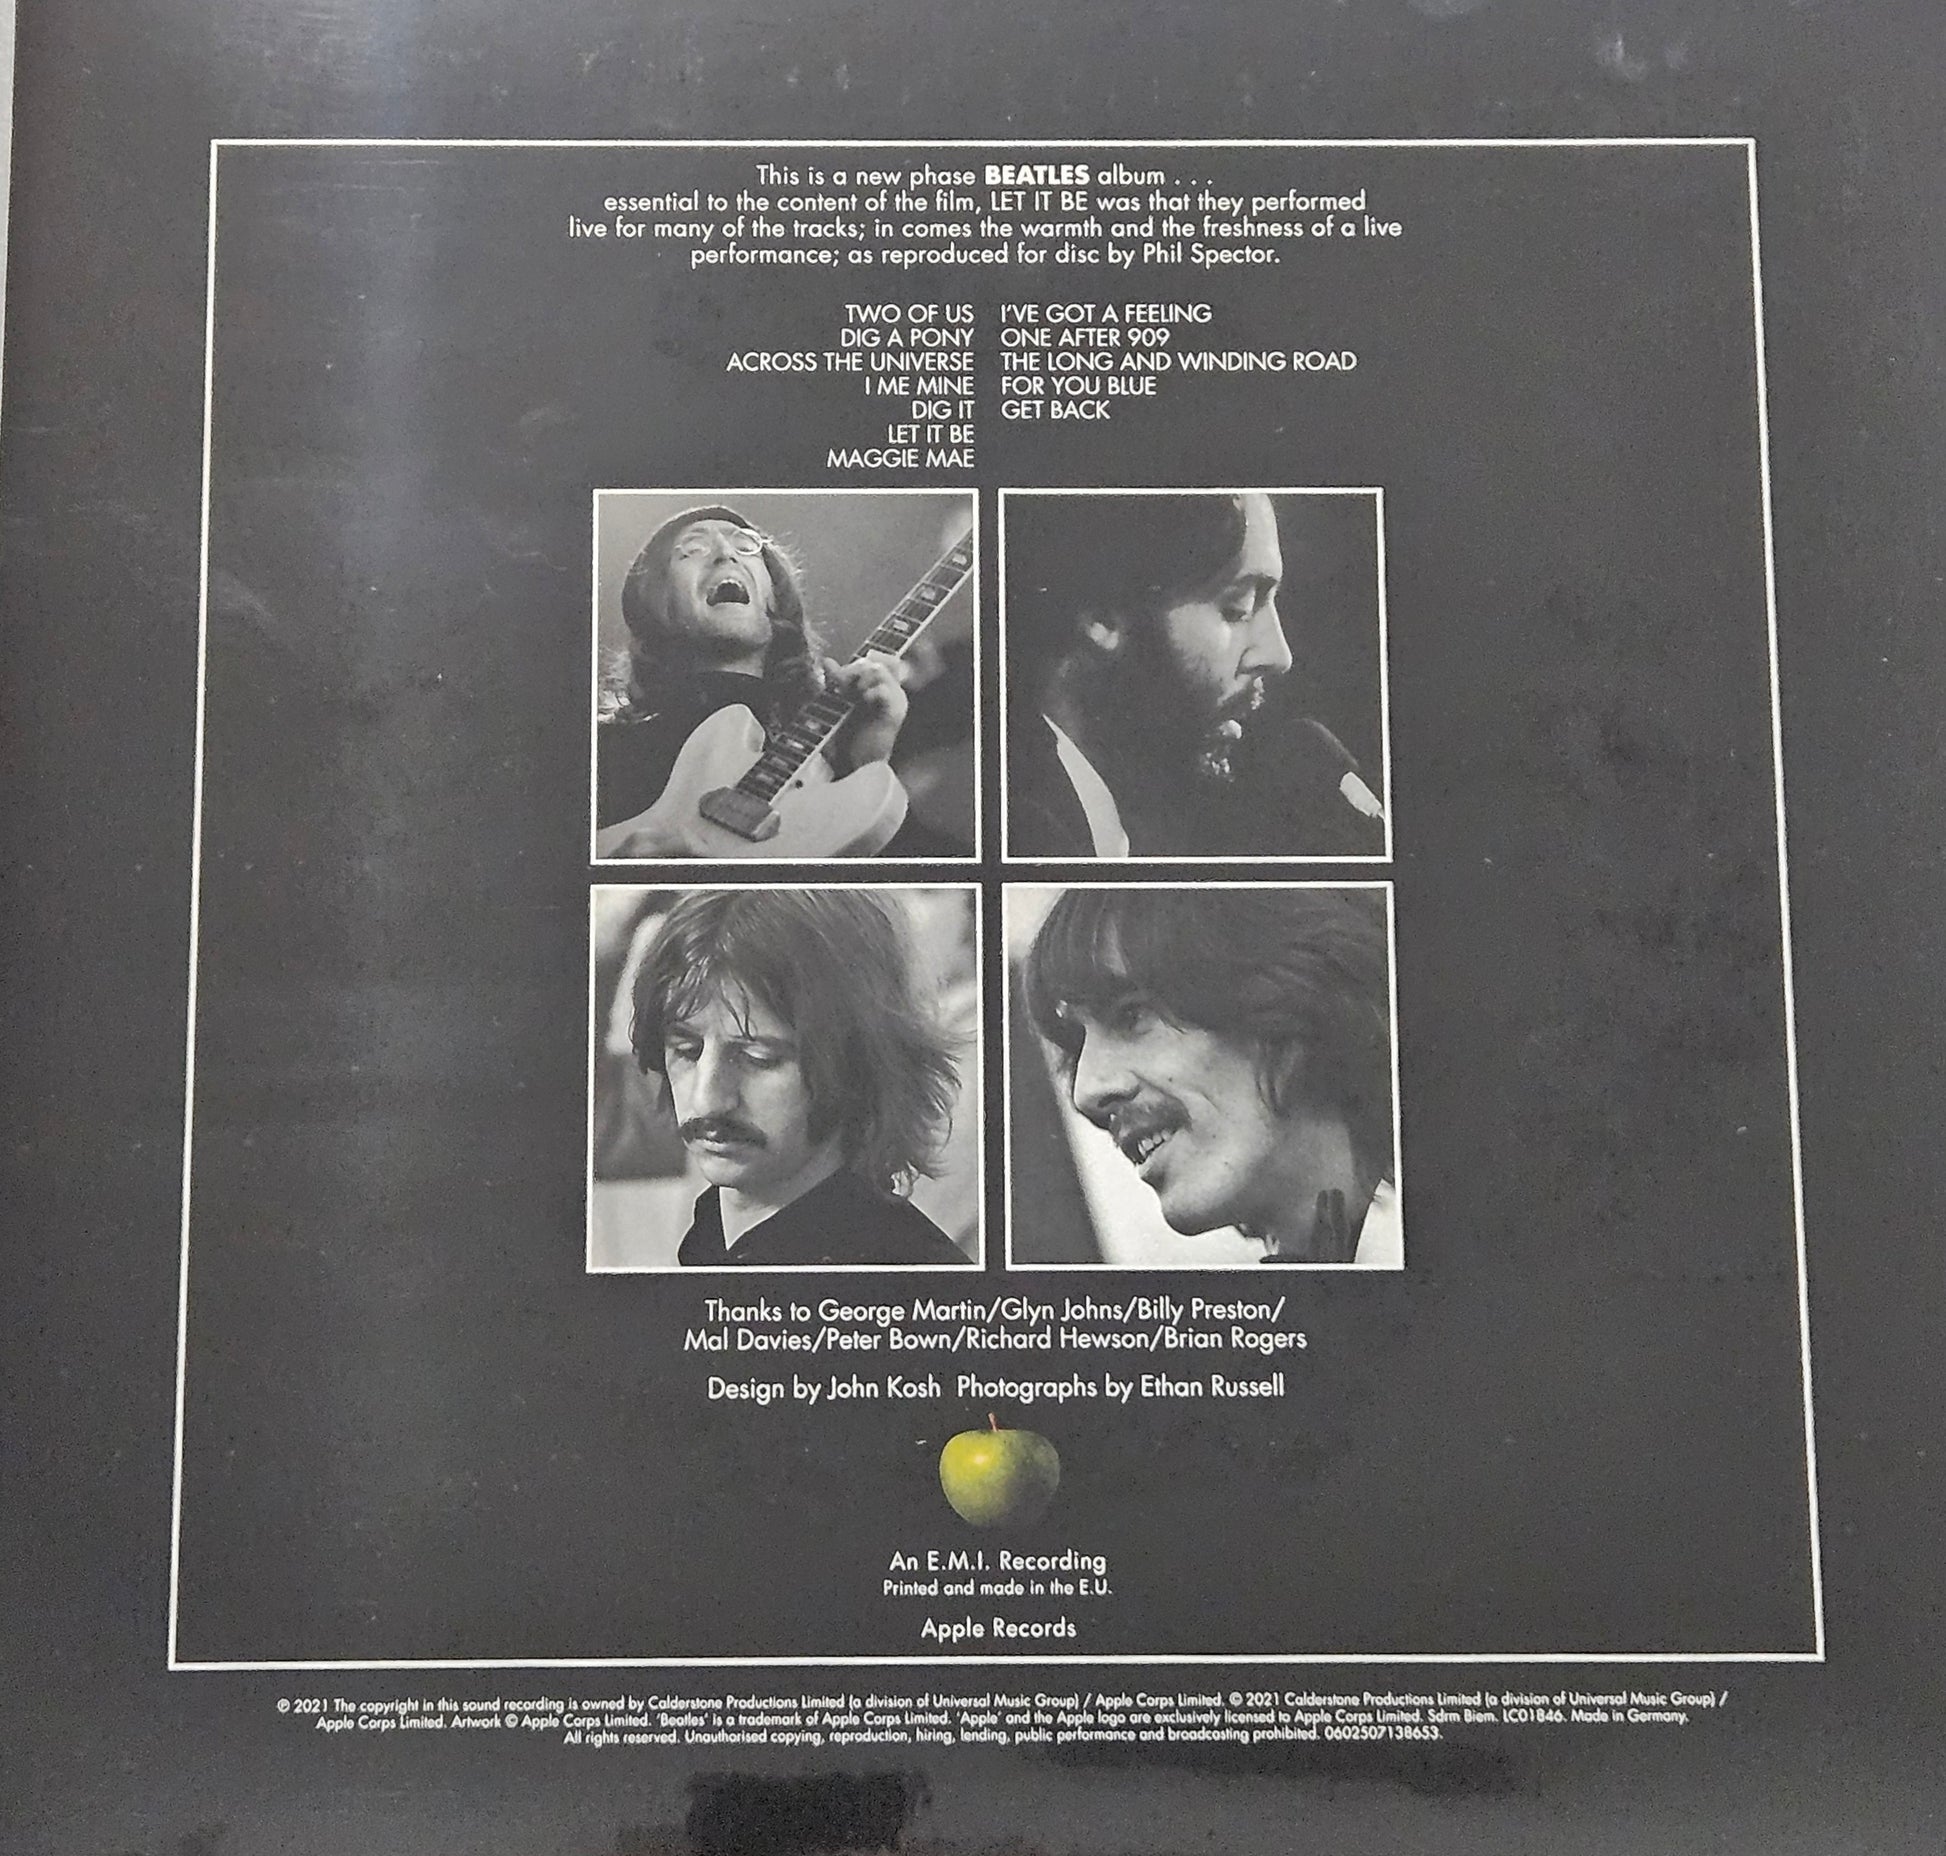 This is a new phase BEATLES album . . .
essential to the content of the film, LET IT BE was that they performed
live for many of the tracks; in comes the warmth and the freshness of a live
performance; as reproduced for disc by Phil Spector.
TWO OF US
DIG A PONY
ACROSS THE UNIVERSE
I ME MINE
DIG IT
LET IT BE
MAGGIE MAE
I'VE GOT A FEELING
ONE AFTER 909
THE LONG AND WINDING ROAD
FOR YOU BLUE
GET BACK
Thanks to George Martin/Glyn Johns/Billy Preston/
Mal Davies/Peter Bown/Richard Hewson/Brian Rogers
Design by John Kosh Photographs by Ethan Russell
An E.M.I. Recording
Printed and made in the E.U.
Apple Records
℗ 2021 The copyright in this sound recording is owned by Calderstone Productions Limited (a division of Universal Music Group) / Apple Corps Limited. © 2021 Calderstone Productions Limited (a division of Universal Music Group) /
Apple Corps Limited. Artwork © Apple Corps Limited. 'Beatles' is a trademark of Apple Corps Limited. 'Apple' and the Apple logo are exclusively licensed to Apple Corps Limited. Sdrm Biem. LC01846. Made in Germany.
All rights reserved. Unauthorised copying, reproduction, hiring, lending, public performance and broadcasting prohibited. 0602507138653.